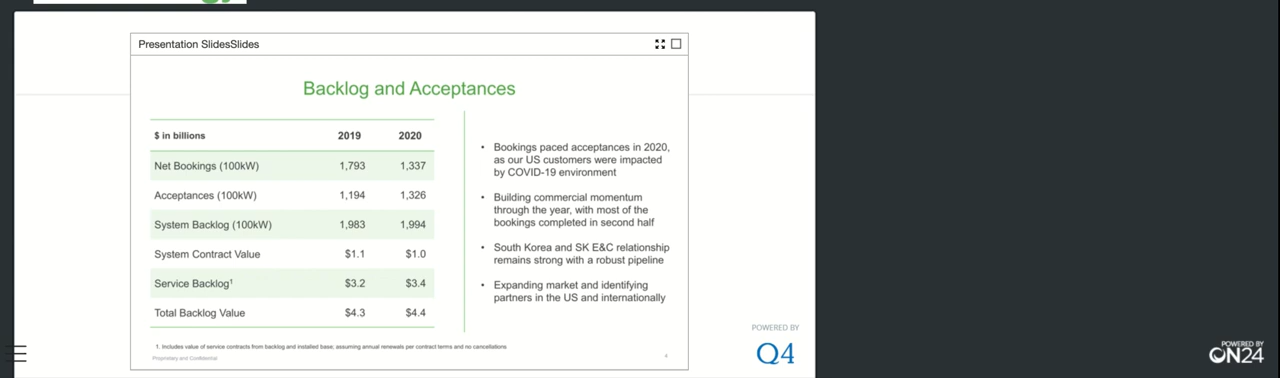 Presentation SlidesSlides
Backlog and Acceptances
$ in billions 2019 2020
Net Bookings (100kW) 1,793 1,337
Acceptances (100kW) 1,194 1,326
System Backlog (100kW) 1,983 1,994
System Contract Value $1.1 $1.0
Service Backlog¹ $3.2 $3.4
Total Backlog Value $4.3 $4.4
• Bookings paced acceptances in 2020,
as our US customers were impacted
by COVID-19 environment
• Building commercial momentum
through the year, with most of the
bookings completed in second half
• South Korea and SK E&C relationship
remains strong with a robust pipeline
• Expanding market and identifying
partners in the US and internationally
1. Includes value of service contracts from backlog and installed base; assuming annual renewals per contract terms and no cancellations
Proprietary and Confidential
POWERED BY
Q4
POWERED BY
ON24